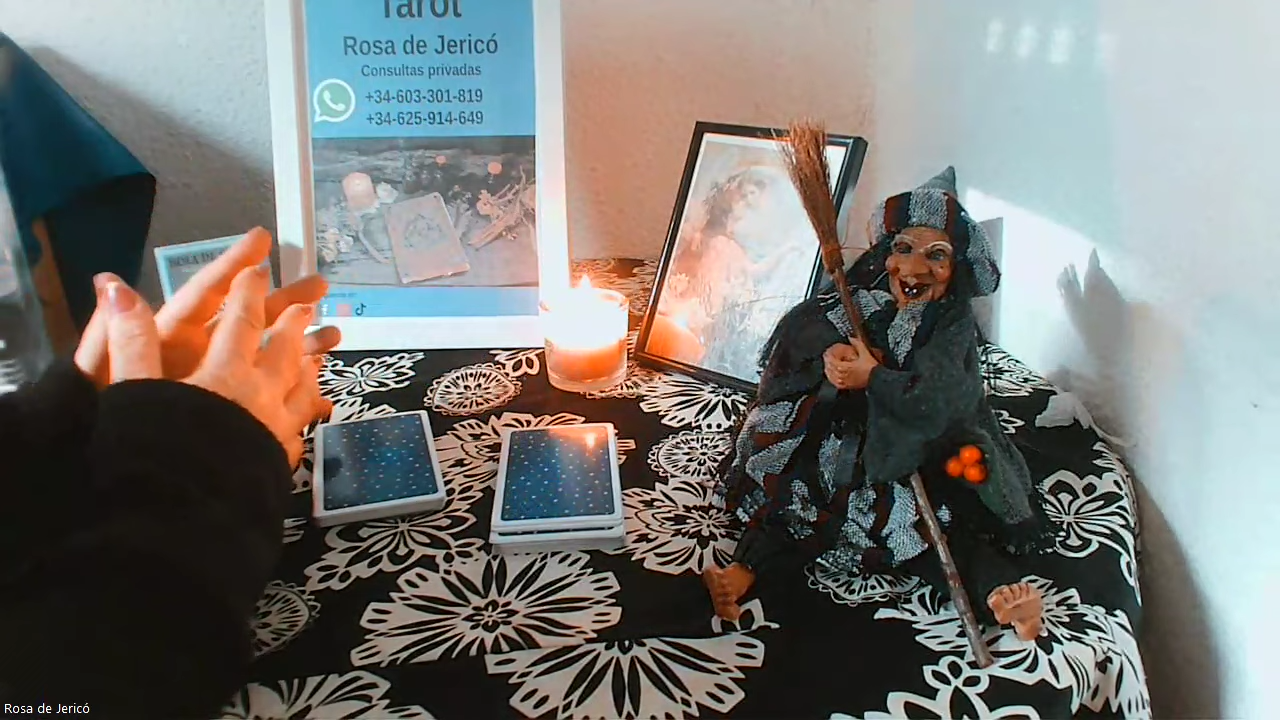 Tarot
Rosa de Jericó
Consultas privadas
+34-603-301-819
+34-625-914-649
Rosa de Jericó